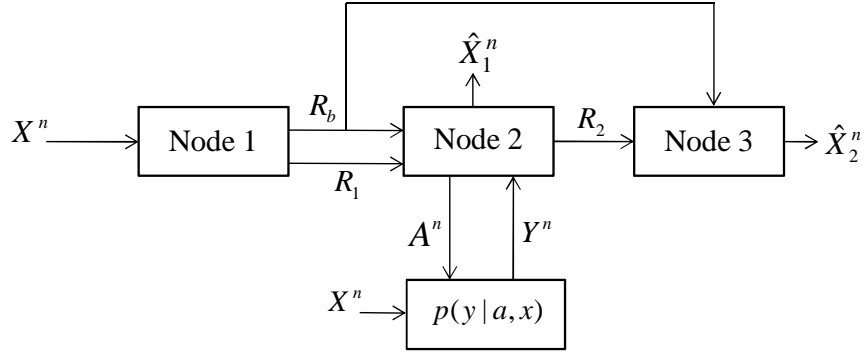 X̂₁ⁿ
Xⁿ
Node 1
R_b
R₁
Node 2
R₂
Node 3
X̂₂ⁿ
Aⁿ
Yⁿ
Xⁿ
p(y | a, x)